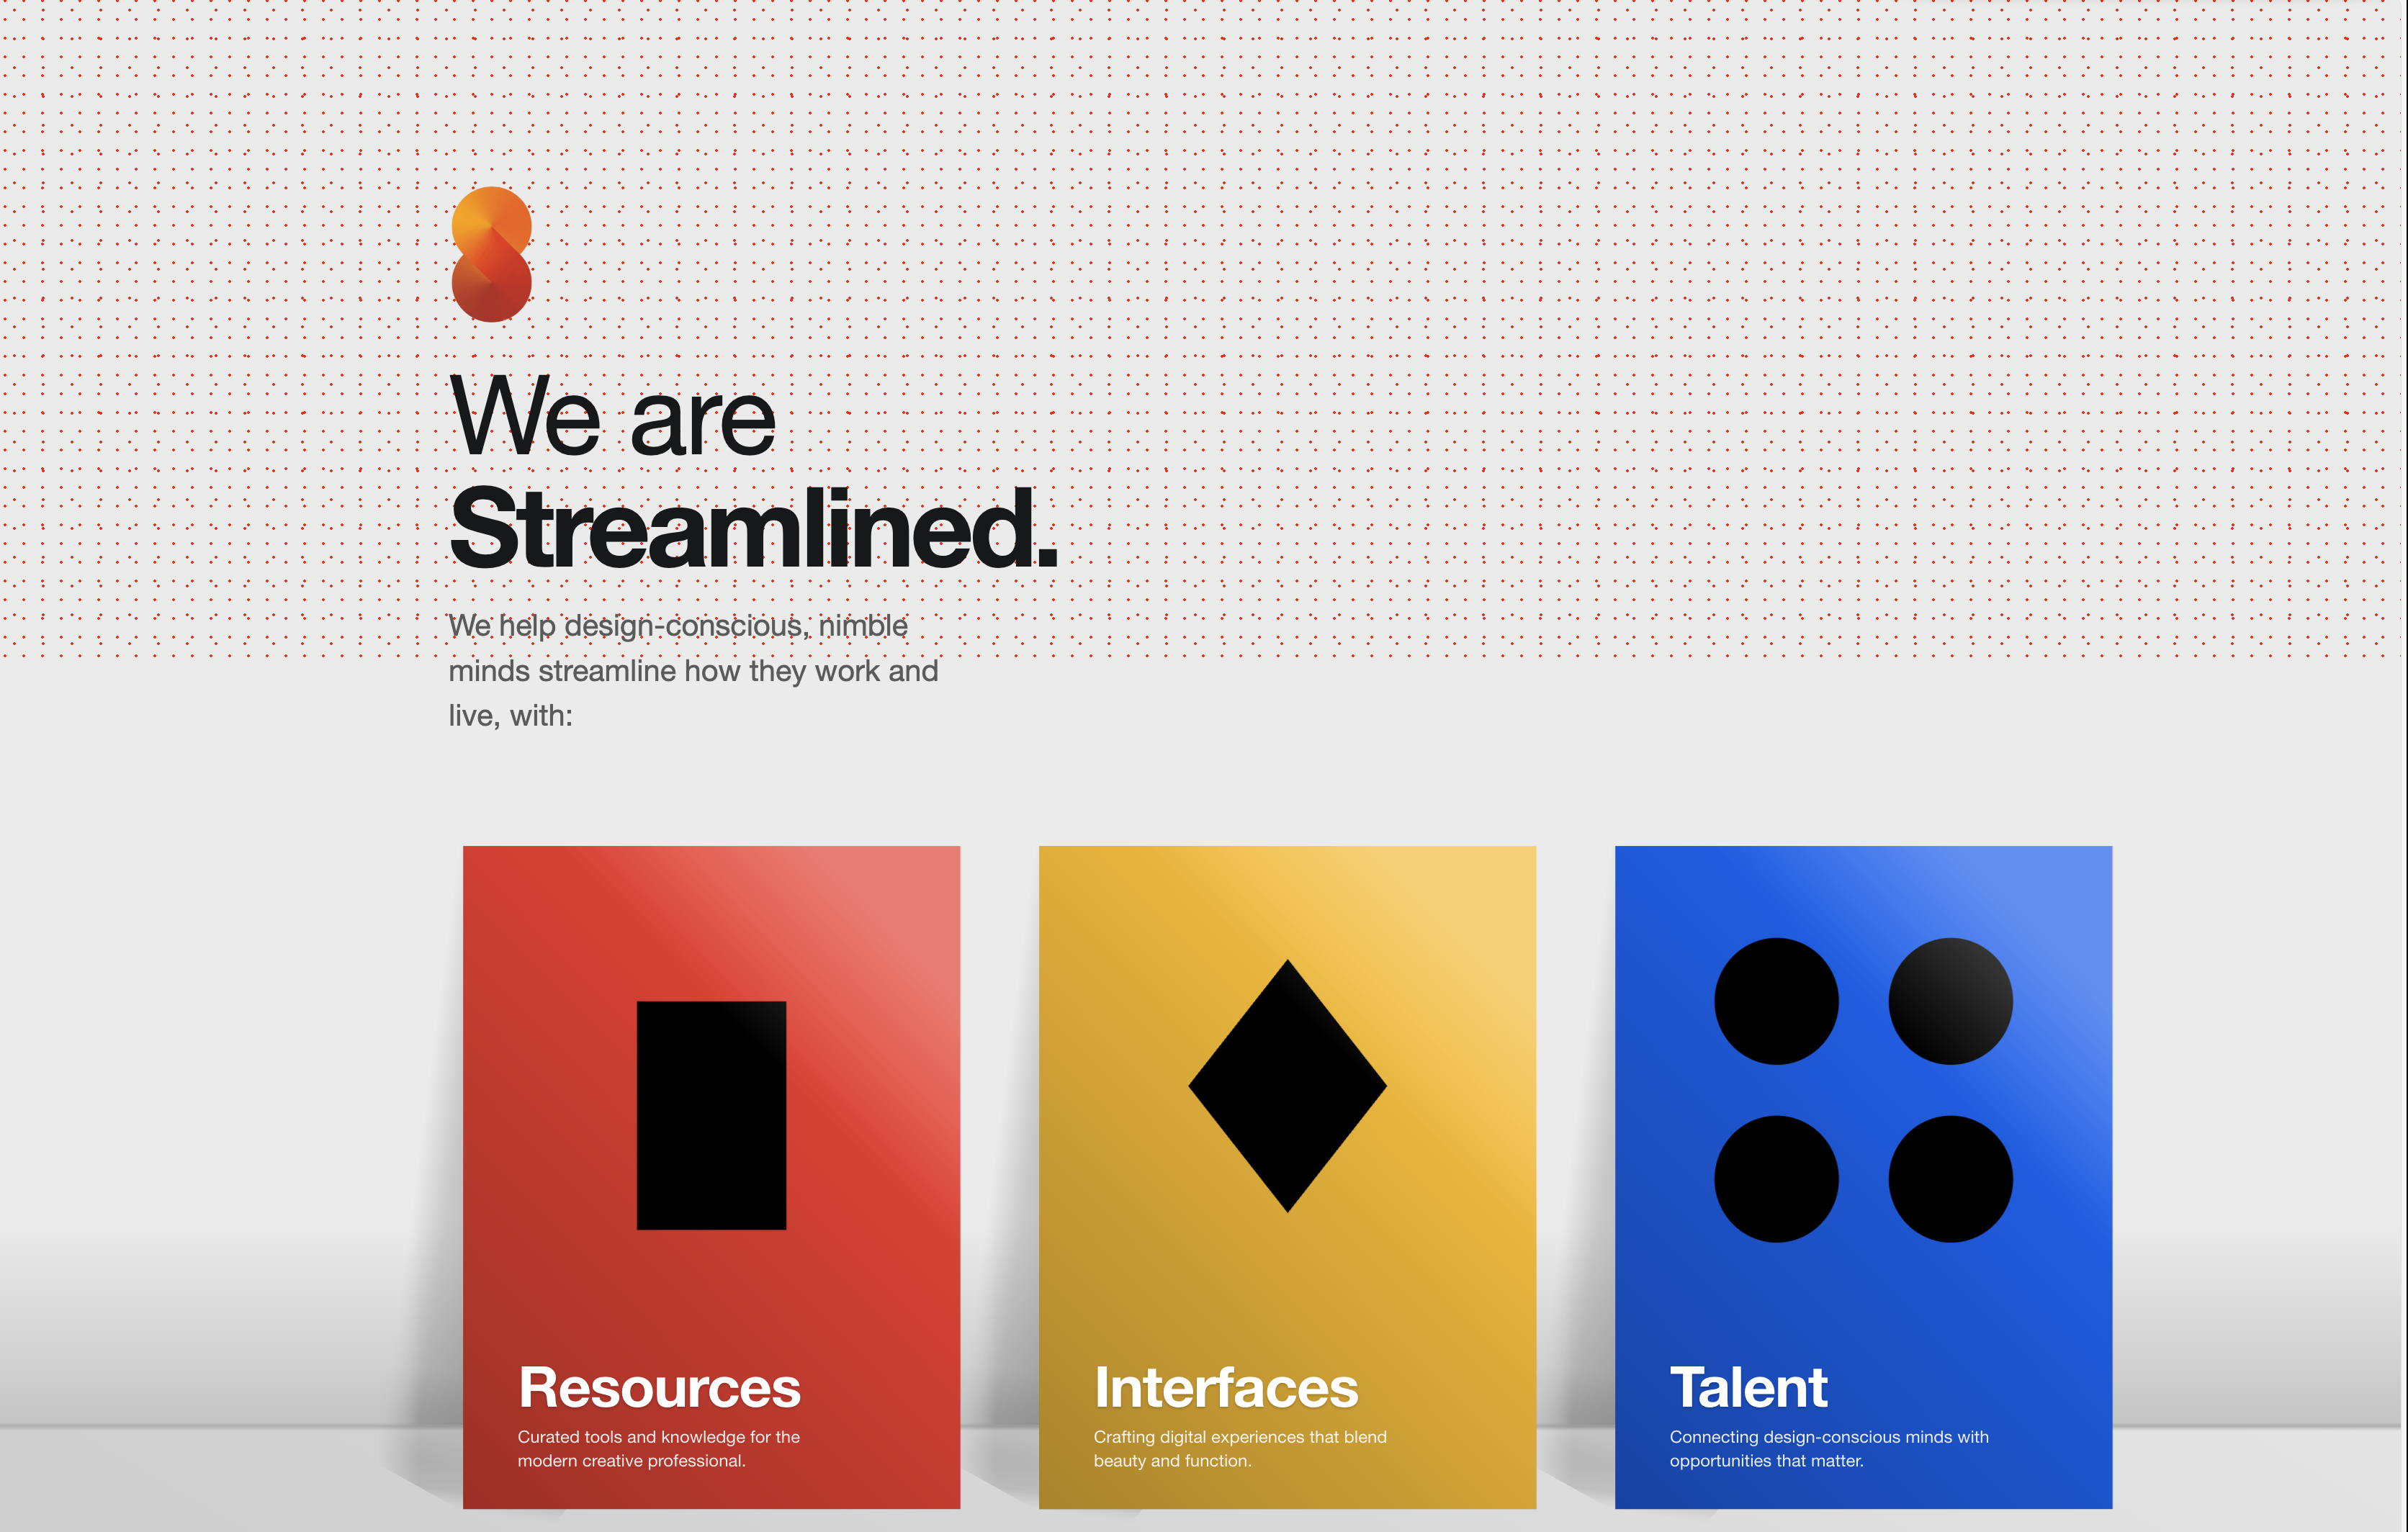 We are
Streamlined.
We help design-conscious, nimble
minds streamline how they work and
live, with:
Resources
Curated tools and knowledge for the
modern creative professional.
Interfaces
Crafting digital experiences that blend
beauty and function.
Talent
Connecting design-conscious minds with
opportunities that matter.